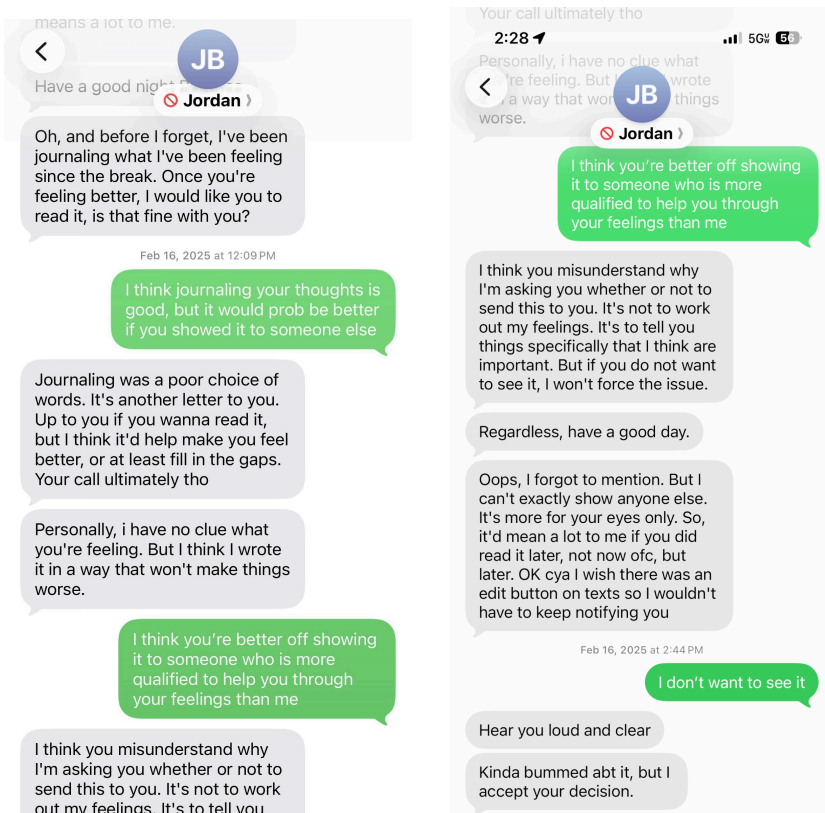 means a lot to me.
JB
Have a good night
Jordan
Oh, and before I forget, I've been
journaling what I've been feeling
since the break. Once you're
feeling better, I would like you to
read it, is that fine with you?
Feb 16, 2025 at 12:09 PM
I think journaling your thoughts is
good, but it would prob be better
if you showed it to someone else
Journaling was a poor choice of
words. It's another letter to you.
Up to you if you wanna read it,
but I think it'd help make you feel
better, or at least fill in the gaps.
Your call ultimately tho
Personally, i have no clue what
you're feeling. But I think I wrote
it in a way that won't make things
worse.
I think you're better off showing
it to someone who is more
qualified to help you through
your feelings than me
I think you misunderstand why
I'm asking you whether or not to
send this to you. It's not to work
out my feelings. It's to tell you
Your call ultimately tho
2:28
5G
56
Personally, i have no clue what
feeling. But
wrote
JB
a way that
things
worse.
Jordan
I think you're better off showing
it to someone who is more
qualified to help you through
your feelings than me
I think you misunderstand why
I'm asking you whether or not to
send this to you. It's not to work
out my feelings. It's to tell you
things specifically that I think are
important. But if you do not want
to see it, I won't force the issue.
Regardless, have a good day.
Oops, I forgot to mention. But I
can't exactly show anyone else.
It's more for your eyes only. So,
it'd mean a lot to me if you did
read it later, not now ofc, but
later. OK cya I wish there was an
edit button on texts so I wouldn't
have to keep notifying you
Feb 16, 2025 at 2:44 PM
I don't want to see it
Hear you loud and clear
Kinda bummed abt it, but I
accept your decision.